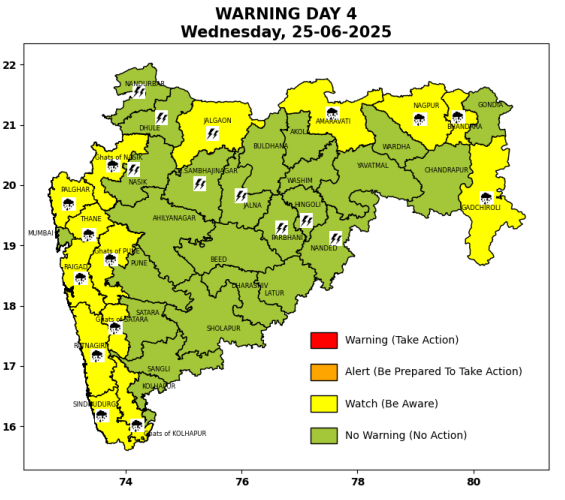 WARNING DAY 4
Wednesday, 25-06-2025
22
21
20
19
18
17
16
74
76
78
80
NANDURBAR
DHULE
JALGAON
Ghats of NASIK
NASIK
SAMBHAJINAGAR
BULDHANA
AKOLA
AMARAVATI
NAGPUR
BHANDARA
GONDIA
WARDHA
YAVATMAL
CHANDRAPUR
GADCHIROLI
WASHIM
HINGOLI
JALNA
PARBHANI
NANDED
PALGHAR
THANE
MUMBAI
AHILYANAGAR
Ghats of PUNE
PUNE
RAIGAD
BEED
DHARASHIV
LATUR
SATARA
Ghats of SATARA
SHOLAPUR
RATNAGIRI
SANGLI
KOLHAPUR
SINDHUDURG
Ghats of KOLHAPUR
Warning (Take Action)
Alert (Be Prepared To Take Action)
Watch (Be Aware)
No Warning (No Action)